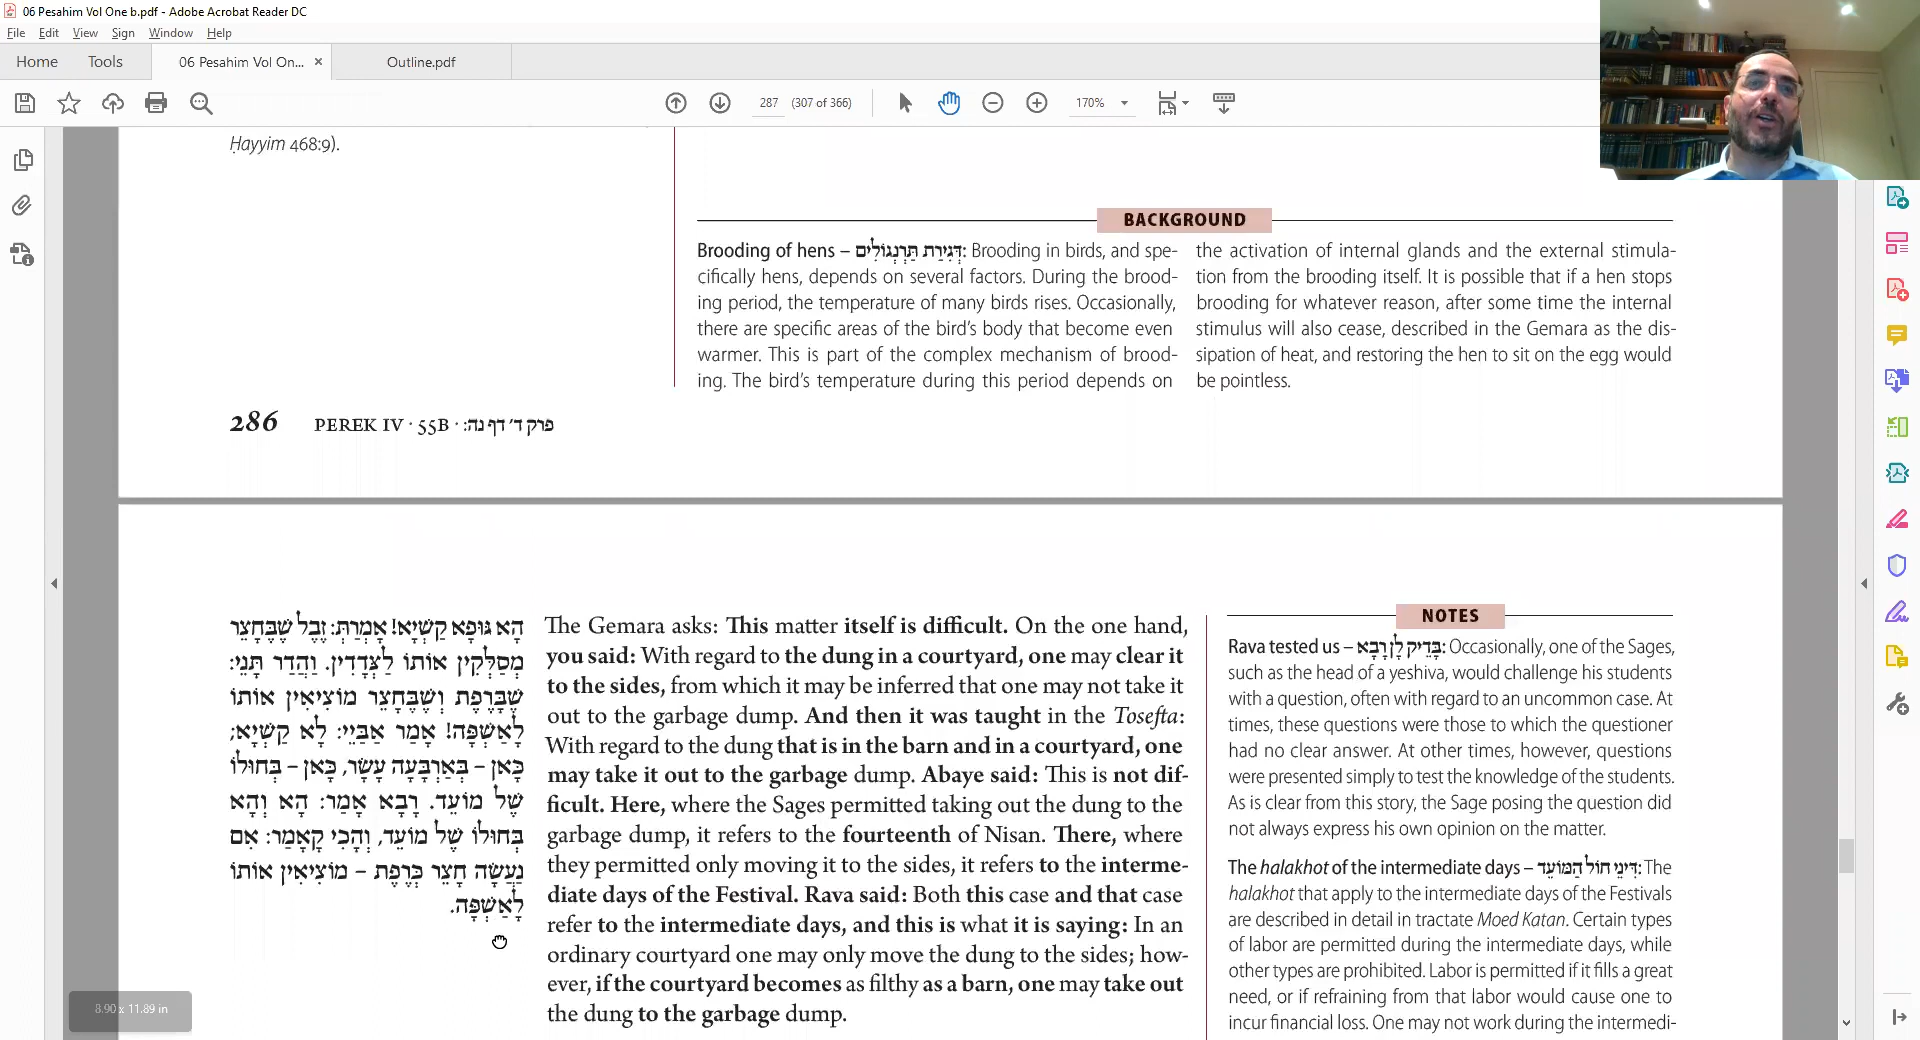 06 Pesahim Vol One b.pdf - Adobe Acrobat Reader DC
File Edit View Sign Window Help
Home Tools 06 Pesahim Vol On... × Outline.pdf
287 (307 of 366) 170%
Ḥayyim 468:9).
BACKGROUND
Brooding of hens – דְּגִירַת תַּרְנְגוֹלִים: Brooding in birds, and spe-
cifically hens, depends on several factors. During the brood-
ing period, the temperature of many birds rises. Occasionally,
there are specific areas of the bird's body that become even
warmer. This is part of the complex mechanism of brood-
ing. The bird's temperature during this period depends on
the activation of internal glands and the external stimula-
tion from the brooding itself. It is possible that if a hen stops
brooding for whatever reason, after some time the internal
stimulus will also cease, described in the Gemara as the dis-
sipation of heat, and restoring the hen to sit on the egg would
be pointless.
286 PEREK IV · 55B · פרק ד׳ דף נה:
הָא גּוּפָא קַשְׁיָא! אָמְרַתְּ: זֶבֶל שֶׁבֶּחָצֵר
מְסַלְּקִין אוֹתוֹ לַצְּדָדִין. וַהֲדַר תָּנֵי:
שֶׁבָּרֶפֶת וְשֶׁבֶּחָצֵר מוֹצִיאִין אוֹתוֹ
לָאַשְׁפָּה! אָמַר אַבָּיֵי: לָא קַשְׁיָא;
כָּאן – בְּאַרְבָּעָה עָשָׂר, כָּאן – בְּחוּלּוֹ
שֶׁל מוֹעֵד. רָבָא אָמַר: הָא וְהָא
בְּחוּלּוֹ שֶׁל מוֹעֵד, וְהָכִי קָאָמַר: אִם
נַעֲשָׂה חָצֵר כְּרֶפֶת – מוֹצִיאִין אוֹתוֹ
לָאַשְׁפָּה.
The Gemara asks: This matter itself is difficult. On the one hand,
you said: With regard to the dung in a courtyard, one may clear it
to the sides, from which it may be inferred that one may not take it
out to the garbage dump. And then it was taught in the Tosefta:
With regard to the dung that is in the barn and in a courtyard, one
may take it out to the garbage dump. Abaye said: This is not dif-
ficult. Here, where the Sages permitted taking out the dung to the
garbage dump, it refers to the fourteenth of Nisan. There, where
they permitted only moving it to the sides, it refers to the interme-
diate days of the Festival. Rava said: Both this case and that case
refer to the intermediate days, and this is what it is saying: In an
ordinary courtyard one may only move the dung to the sides; how-
ever, if the courtyard becomes as filthy as a barn, one may take out
the dung to the garbage dump.
NOTES
Rava tested us – בָּדֵיק לָן רָבָא: Occasionally, one of the Sages,
such as the head of a yeshiva, would challenge his students
with a question, often with regard to an uncommon case. At
times, these questions were those to which the questioner
had no clear answer. At other times, however, questions
were presented simply to test the knowledge of the students.
As is clear from this story, the Sage posing the question did
not always express his own opinion on the matter.
The halakhot of the intermediate days – דִּינֵי חוֹל הַמּוֹעֵד: The
halakhot that apply to the intermediate days of the Festivals
are described in detail in tractate Moed Katan. Certain types
of labor are permitted during the intermediate days, while
other types are prohibited. Labor is permitted if it fills a great
need, or if refraining from that labor would cause one to
incur financial loss. One may not work during the intermedi-
8.90 x 11.89 in